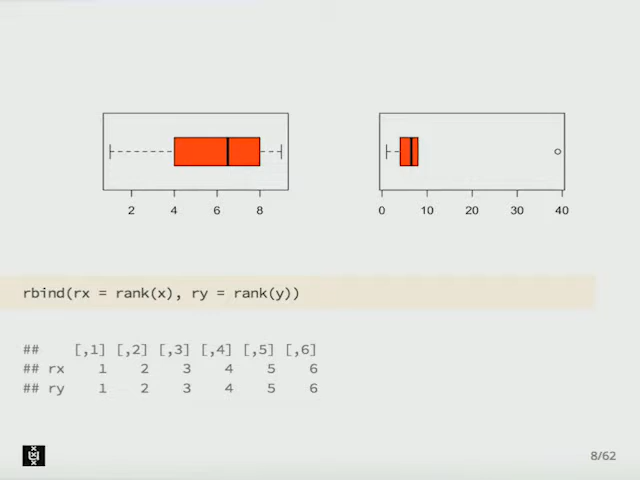 2 4 6 8 0 10 20 30 40
rbind(rx = rank(x), ry = rank(y))
## [,1] [,2] [,3] [,4] [,5] [,6]
## rx 1 2 3 4 5 6
## ry 1 2 3 4 5 6
8/62